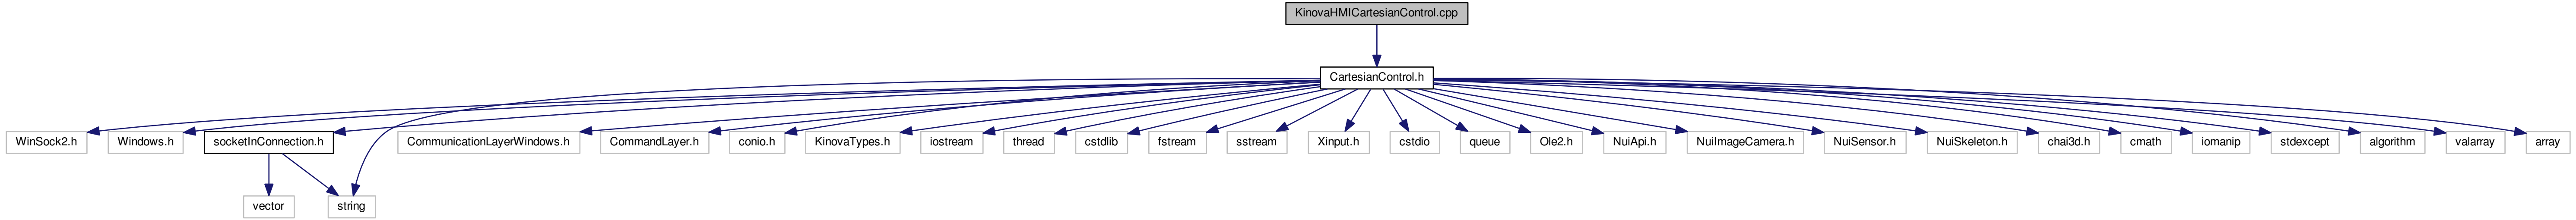 KinovaHMICartesianControl.cpp
CartesianControl.h
WinSock2.h
Windows.h
socketInConnection.h
CommunicationLayerWindows.h
CommandLayer.h
conio.h
KinovaTypes.h
iostream
thread
cstdlib
fstream
sstream
Xinput.h
cstdio
queue
Ole2.h
NuiApi.h
NuiImageCamera.h
NuiSensor.h
NuiSkeleton.h
chai3d.h
cmath
iomanip
stdexcept
algorithm
valarray
array
vector
string